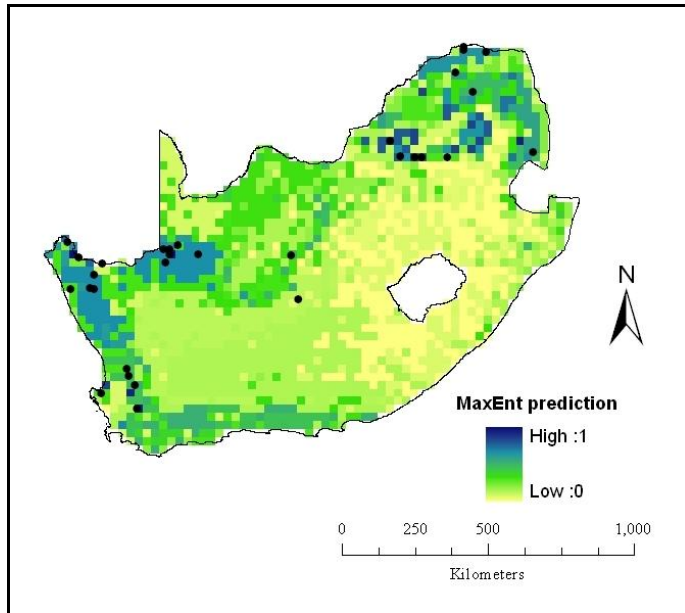 N
MaxEnt prediction
High :1
Low :0
0 250 500 1,000
Kilometers